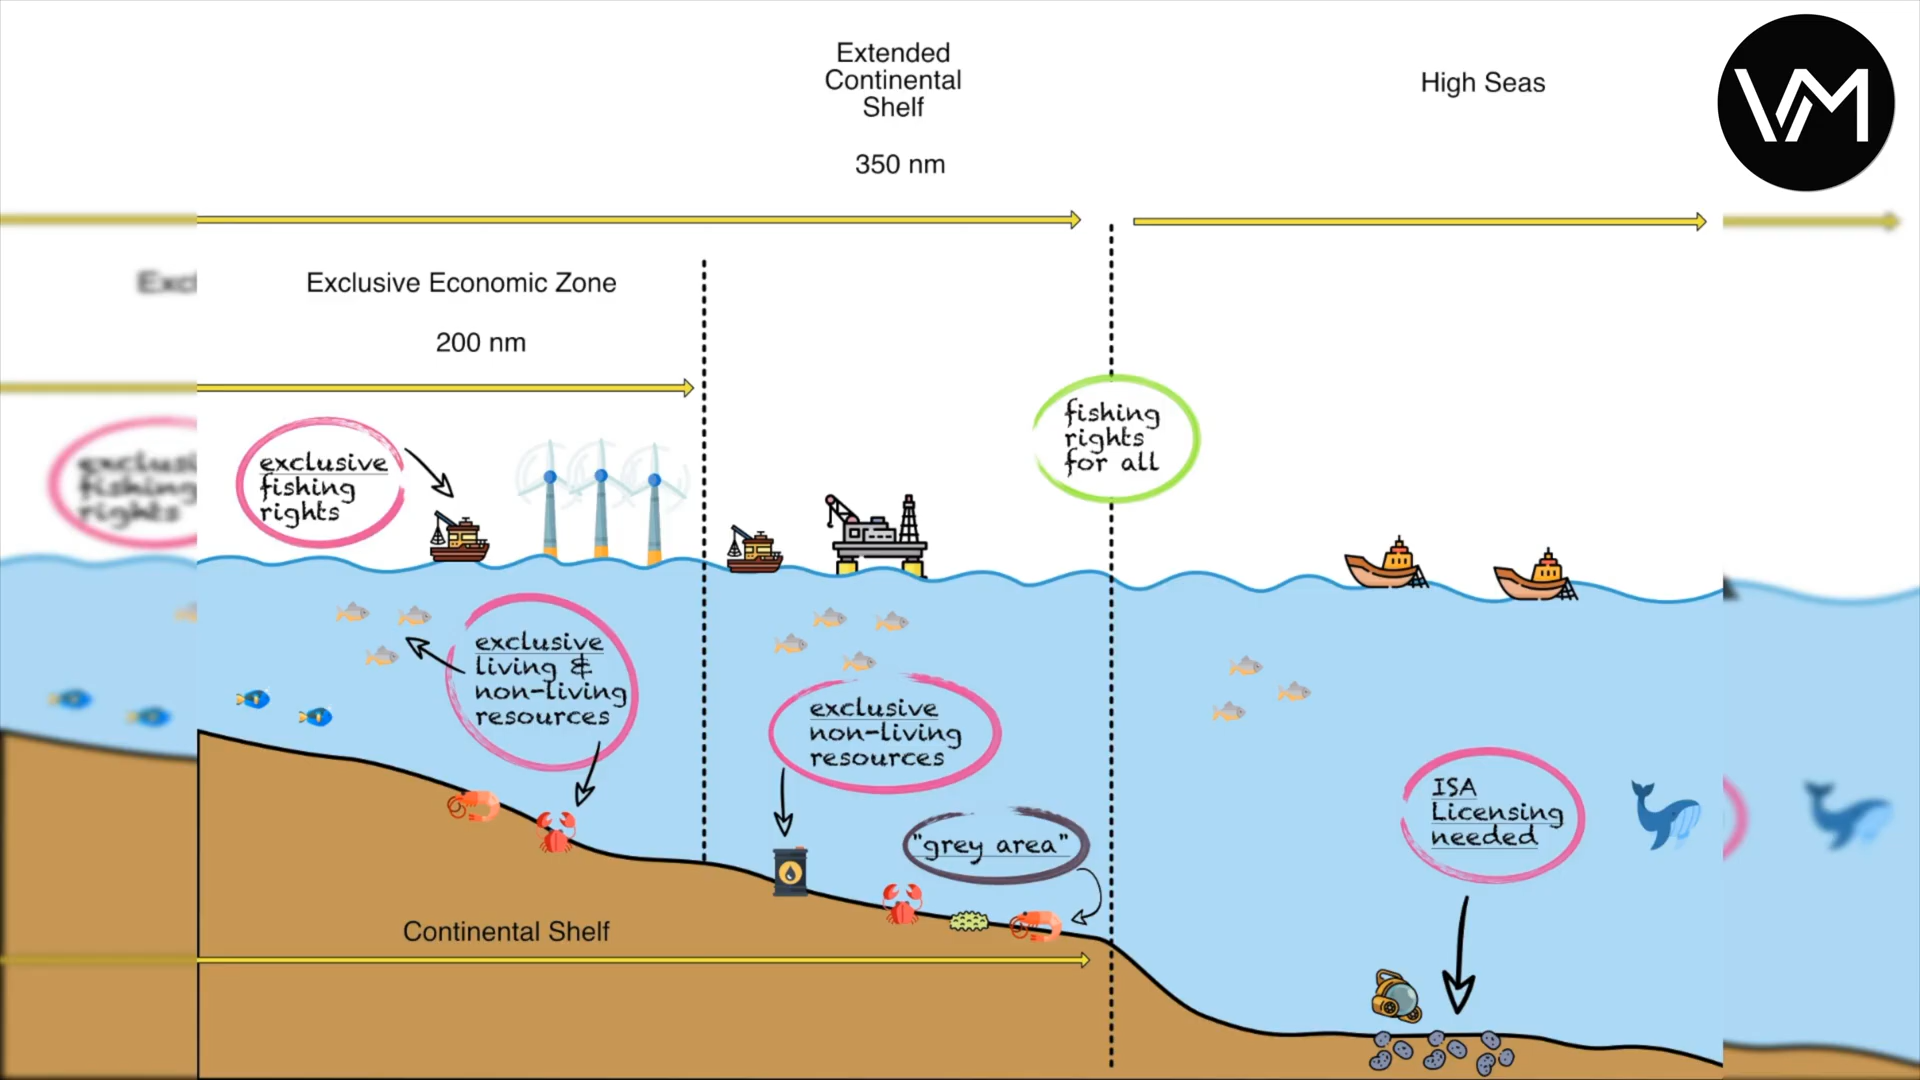 Extended
Continental
Shelf
350 nm
High Seas
VM
Exclusive Economic Zone
200 nm
exclusive
fishing
rights
fishing
rights
for all
exclusive
living &
non-living
resources
exclusive
non-living
resources
"grey area"
ISA
Licensing
needed
Continental Shelf